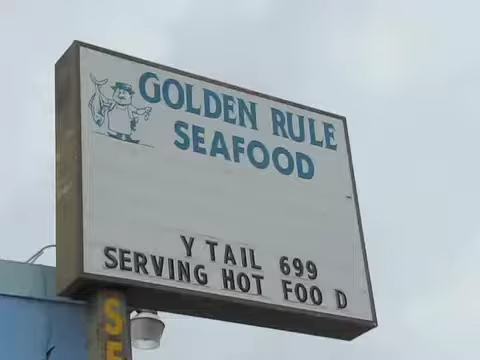 GOLDEN RULE
SEAFOOD
Y TAIL 699
SERVING HOT FOO D